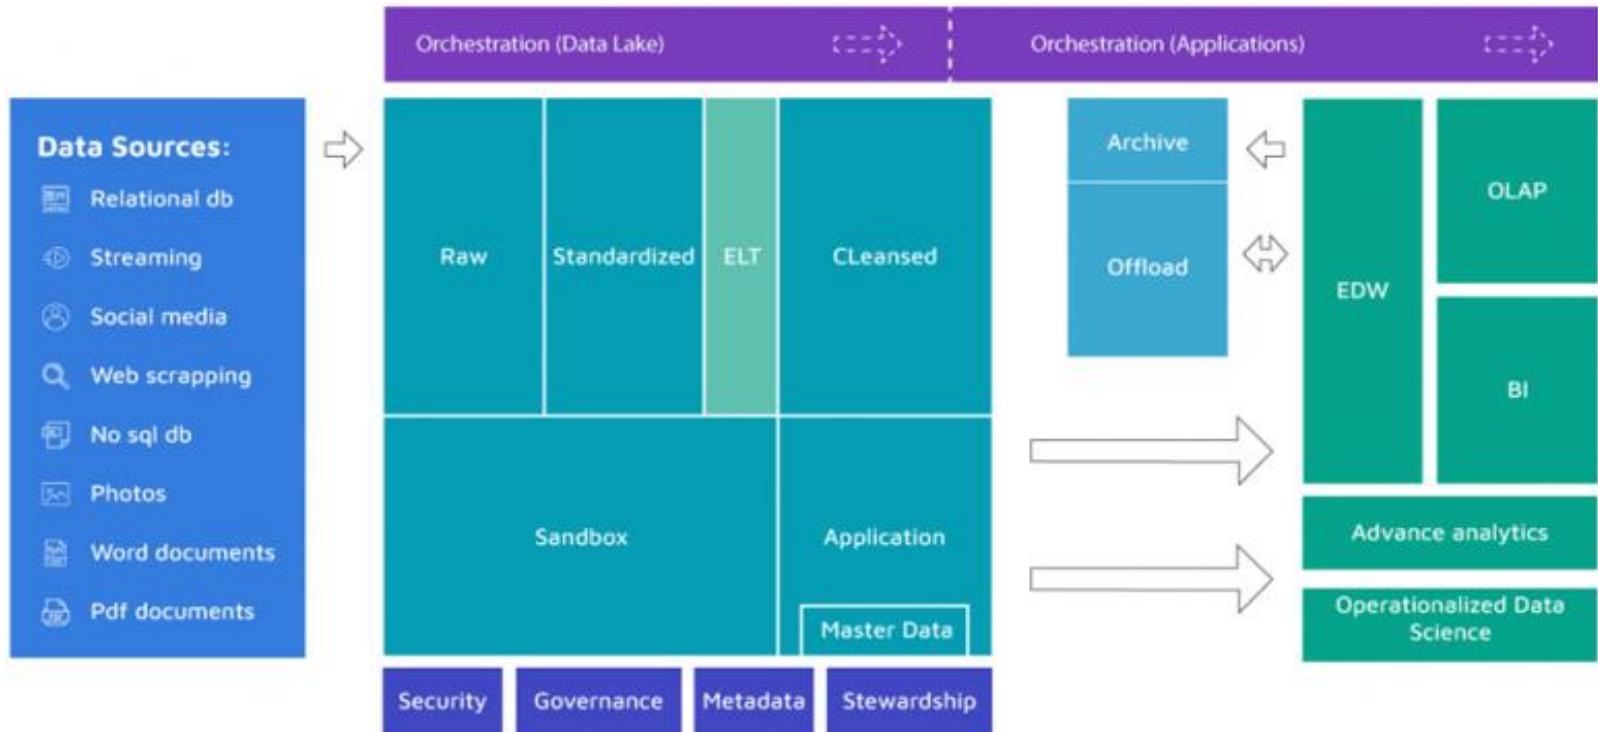 Orchestration (Data Lake)
Orchestration (Applications)
Data Sources:
Relational db
Streaming
Social media
Web scrapping
No sql db
Photos
Word documents
Pdf documents
Raw
Standardized
ELT
CLeansed
Sandbox
Application
Master Data
Security
Governance
Metadata
Stewardship
Archive
Offload
EDW
OLAP
BI
Advance analytics
Operationalized Data
Science